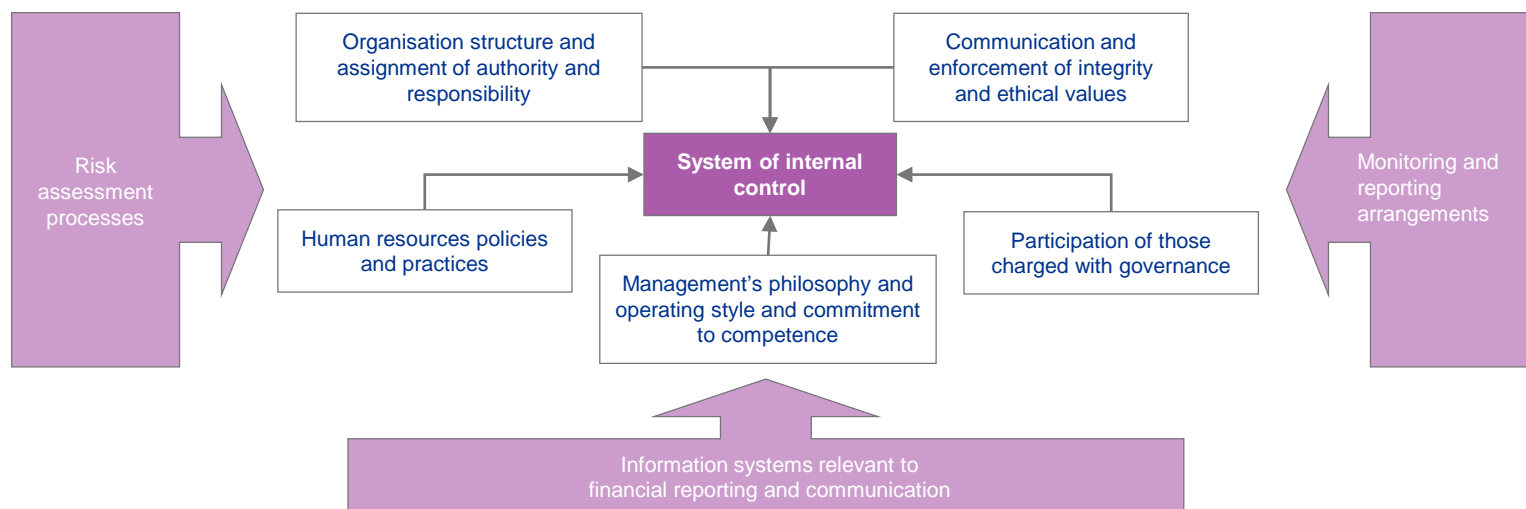 Organisation structure and
assignment of authority and
responsibility
Communication and
enforcement of integrity
and ethical values
Risk
assessment
processes
System of internal
control
Monitoring and
reporting
arrangements
Human resources policies
and practices
Management’s philosophy and
operating style and commitment
to competence
Participation of those
charged with governance
Information systems relevant to
financial reporting and communication